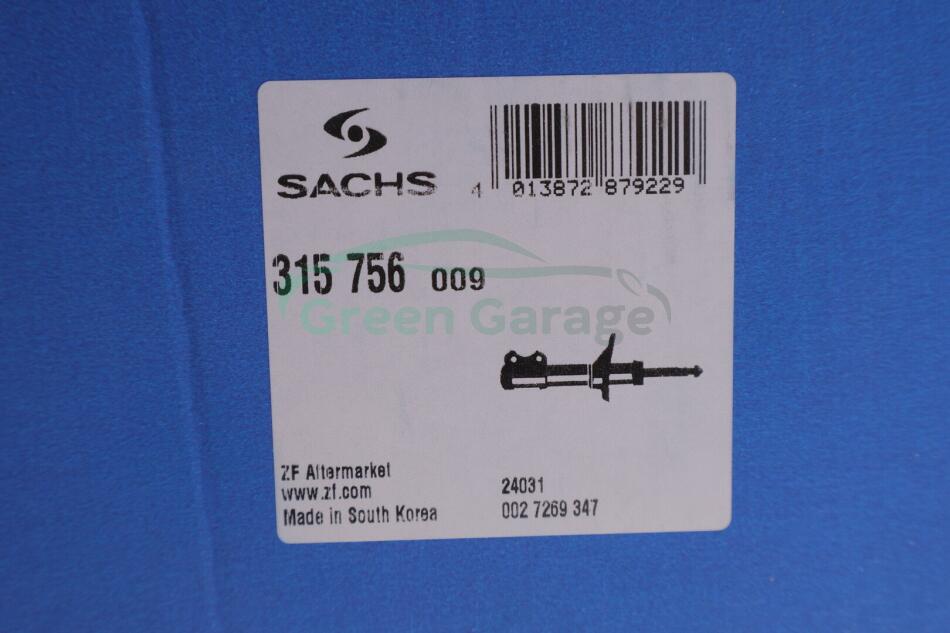 SACHS
4 013872 879229
315 756 009
Green Garage
ZF Aftermarket
www.zf.com
Made in South Korea
24031
002 7269 347